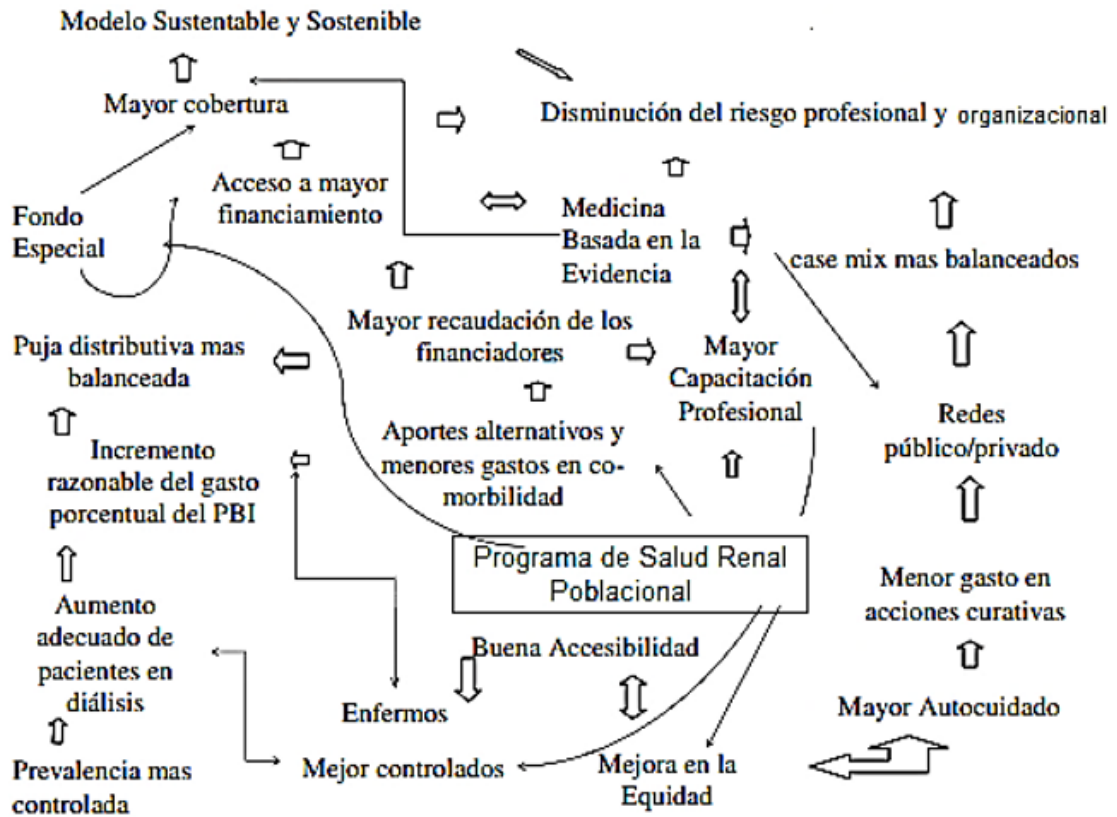 Modelo Sustentable y Sostenible
Mayor cobertura
Disminución del riesgo profesional y organizacional
Acceso a mayor
financiamiento
Fondo
Especial
Medicina
Basada en la
Evidencia
case mix mas balanceados
Puja distributiva mas
balanceada
Mayor recaudación de los
financiadores
Mayor
Capacitación
Profesional
Redes
público/privado
Incremento
razonable del gasto
porcentual del PBI
Aportes alternativos y
menores gastos en co-
morbilidad
Programa de Salud Renal
Poblacional
Menor gasto en
acciones curativas
Aumento
adecuado de
pacientes en
diálisis
Buena Accesibilidad
Enfermos
Mayor Autocuidado
Prevalencia mas
controlada
Mejor controlados
Mejora en la
Equidad